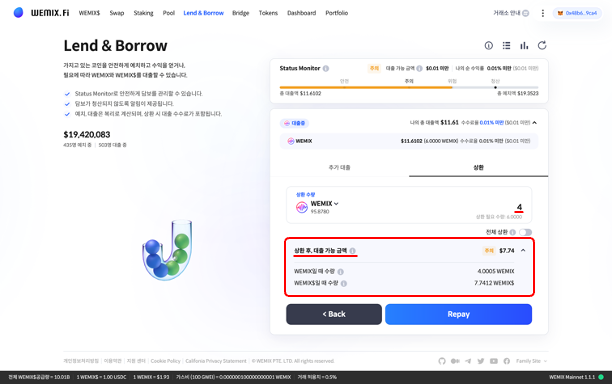 WEMIX.Fi
WEMIX$ Swap Staking Pool Lend & Borrow Bridge Tokens Dashboard Portfolio
거래소 안내
0x48b6...9ca4
Lend & Borrow
가지고 있는 코인을 안전하게 예치하고 수익을 얻거나,
필요에 따라 WEMIX와 WEMIX$를 대출할 수 있습니다.
Status Monitor로 안전하게 담보를 관리할 수 있습니다.
담보가 청산되지 않도록 알림이 제공됩니다.
예치, 대출은 복리로 계산되며, 상환 시 대출 수수료가 포함됩니다.
$19,420,083
435명 예치 중 503명 대출 중
Status Monitor
주의 대출 가능 금액 $0.01 미만 나의 순 수익률 0.01% 미만 ($0.01 미만)
안전 주의 위험 청산
총 대출액 $11.6102
총 예치액 $19.3523
대출중
나의 총 대출액 $11.61 수수료율 0.01% 미만 ($0.01 미만)
WEMIX
$11.6102 (6.0000 WEMIX) 수수료율 0.01% 미만 ($0.01 미만)
추가 대출 상환
상환 수량
WEMIX
95.8780
4
상환 필요 수량: 6.0000
전체 상환
상환 후, 대출 가능 금액
주의 $7.74
WEMIX일 때 수량
4.0005 WEMIX
WEMIX$일 때 수량
7.7412 WEMIX$
< Back
Repay
개인정보처리방침 이용약관 지원 센터 Cookie Policy California Privacy Statement © WEMIX PTE. LTD. All rights reserved.
Family Site
전체 WEMIX$공급량 = 10.01B 1 WEMIX$ = 1.00 USDC 1 WEMIX = $1.93 가스비 (100 GMEI) = 0.0000001000000000001 WEMIX 거래 허용치 = 0.5%
WEMIX Mainnet 1.1.1